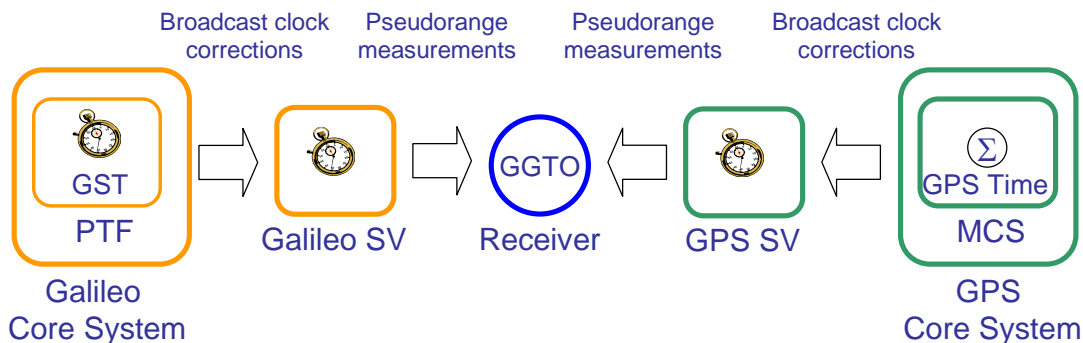 Broadcast clock
corrections
Pseudorange
measurements
Pseudorange
measurements
Broadcast clock
corrections
GST
PTF
Galileo
Core System
Galileo SV
GGTO
Receiver
GPS SV
Σ
GPS Time
MCS
GPS
Core System